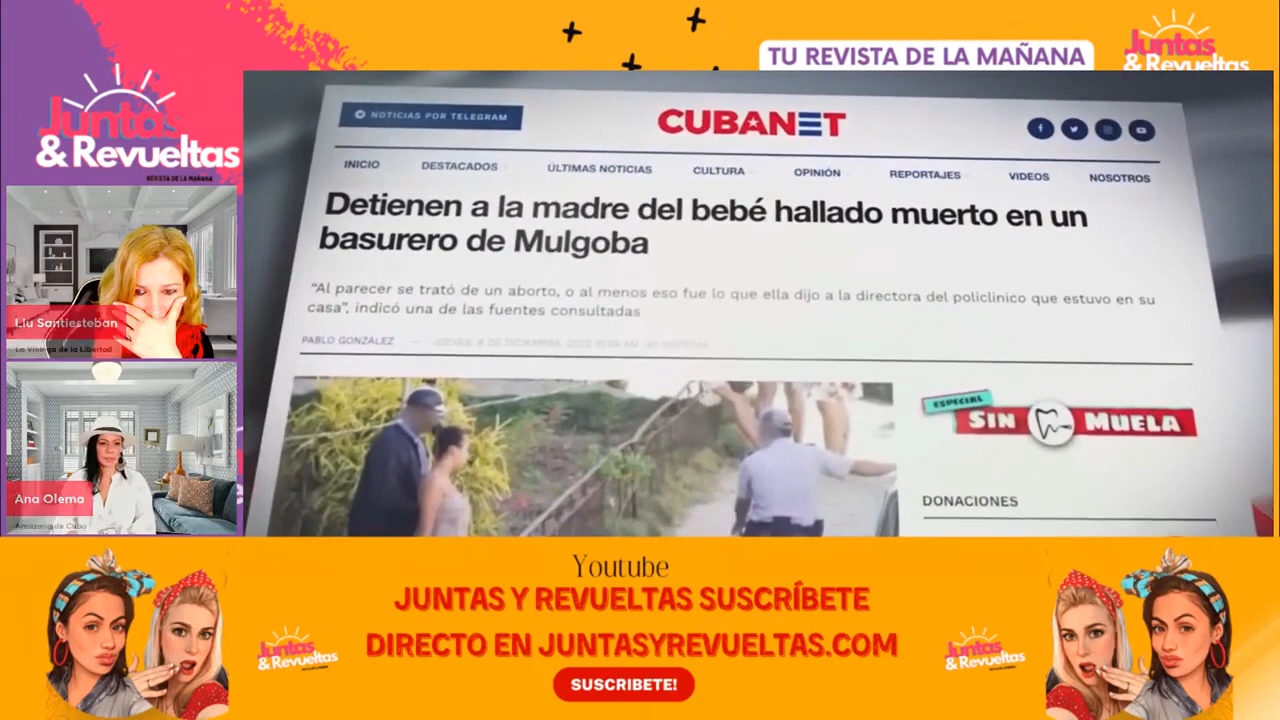 TU REVISTA DE LA MAÑANA
Juntas
& Revueltas
Juntas
& Revueltas
REVISTA DE LA MAÑANA
NOTICIAS POR TELEGRAM
CUBANET
INICIO DESTACADOS ÚLTIMAS NOTICIAS CULTURA OPINIÓN REPORTAJES VIDEOS NOSOTROS
Detienen a la madre del bebé hallado muerto en un
basurero de Mulgoba
“Al parecer se trató de un aborto, o al menos eso fue lo que ella dijo a la directora del policlínico que estuvo en su
casa”, indicó una de las fuentes consultadas
PABLO GONZÁLEZ
ESPECIAL
SIN MUELA
DONACIONES
Liu Santiesteban
La Vikinga de la Libertad
Ana Olema
Amazona de Cuba
Youtube
JUNTAS Y REVUELTAS SUSCRÍBETE
DIRECTO EN JUNTASYREVUELTAS.COM
SUSCRIBETE!
Juntas
& Revueltas
Juntas
& Revueltas